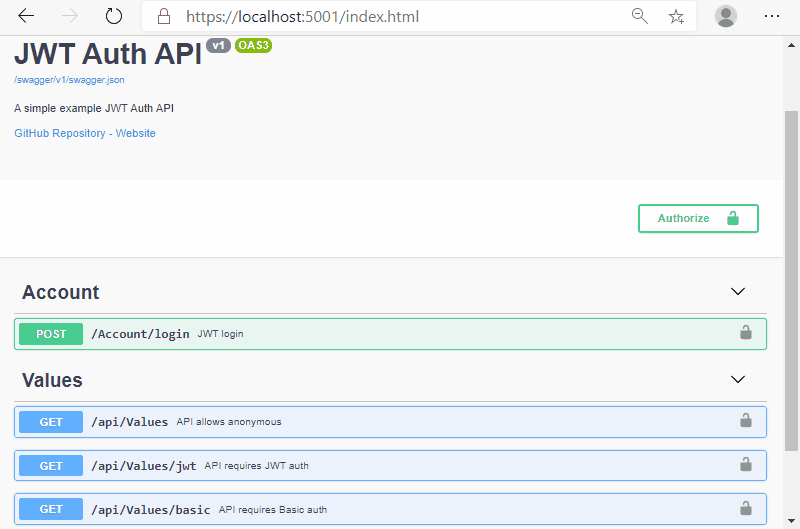 https://localhost:5001/index.html
JWT Auth API v1 OAS3
/swagger/v1/swagger.json
A simple example JWT Auth API
GitHub Repository - Website
Authorize
Account
POST /Account/login JWT login
Values
GET /api/Values API allows anonymous
GET /api/Values/jwt API requires JWT auth
GET /api/Values/basic API requires Basic auth